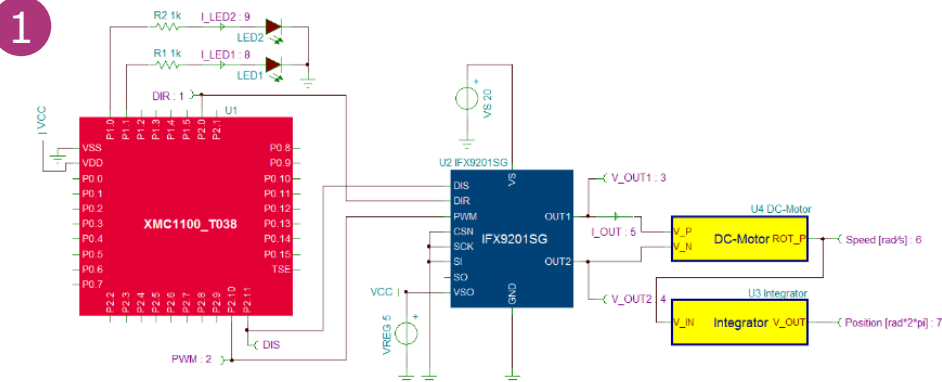 1
R2 1k
I_LED2 : 9
LED2
R1 1k
I_LED1 : 8
LED1
DIR : 1
U1
VCC
P1.0
P1.1
P1.2
P1.3
P1.4
P1.5
P2.0
P2.1
VSS
VDD
P0.0
P0.1
P0.2
P0.3
P0.4
P0.5
P0.6
P0.7
XMC1100_T038
P0.8
P0.9
P0.10
P0.11
P0.12
P0.13
P0.14
P0.15
TSE
P2.2
P2.3
P2.4
P2.5
P2.6
P2.7
P2.8
P2.9
P2.10
P2.11
DIS
PWM : 2
VS 20
U2 IFX9201SG
VS
DIS
DIR
PWM
CSN
SCK
SI
SO
VSO
IFX9201SG
OUT1
OUT2
GND
VCC
VREG 5
V_OUT1 : 3
I_OUT : 5
V_OUT2 : 4
U4 DC-Motor
V_P
V_N
DC-Motor
ROT_P
Speed [rad/s] : 6
U3 Integrator
V_IN
Integrator
V_OUT
Position [rad*2*pi] : 7